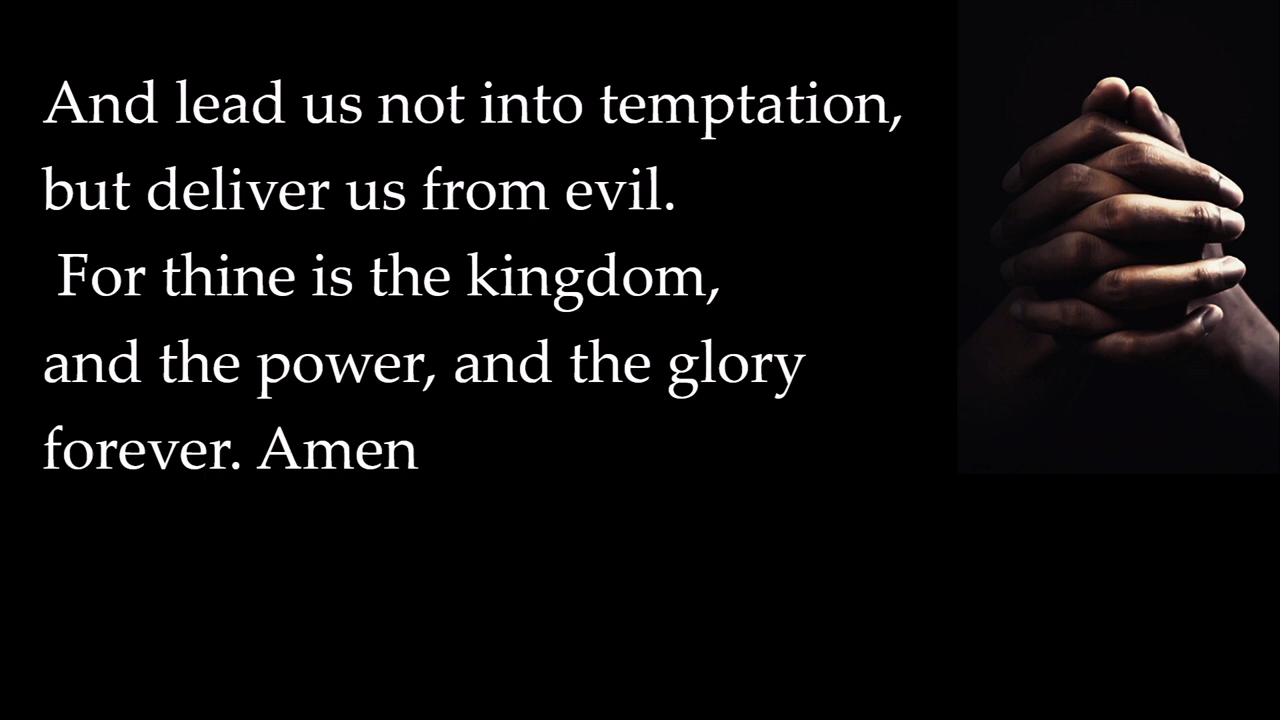 And lead us not into temptation,
but deliver us from evil.
For thine is the kingdom,
and the power, and the glory
forever. Amen